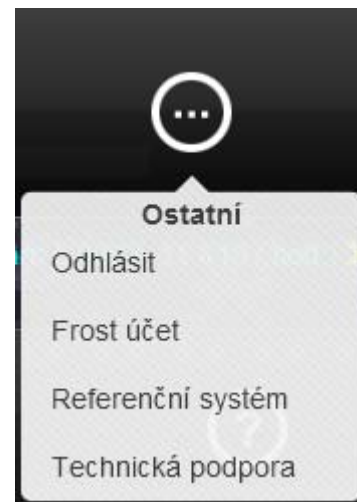 Ostatní
Odhlásit
Frost účet
Referenční systém
Technická podpora